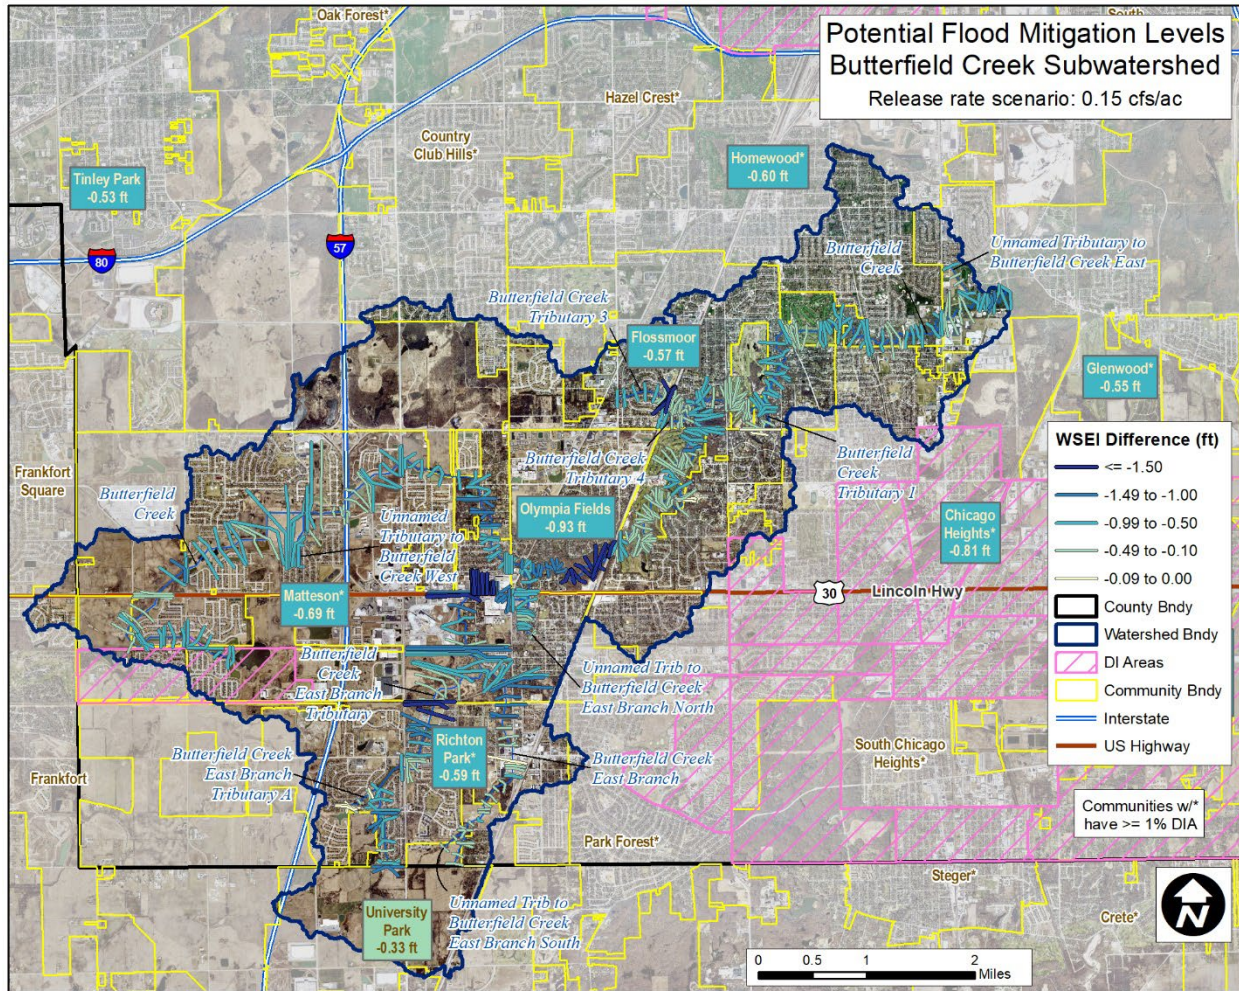 Potential Flood Mitigation Levels
Butterfield Creek Subwatershed
Release rate scenario: 0.15 cfs/ac
Oak Forest*
South
Hazel Crest*
Country
Club Hills*
Homewood*
-0.60 ft
Tinley Park
-0.53 ft
57
80
Butterfield
Creek
Unnamed Tributary to
Butterfield Creek East
Butterfield Creek
Tributary 3
Flossmoor
-0.57 ft
Glenwood*
-0.55 ft
WSEI Difference (ft)
<= -1.50
-1.49 to -1.00
-0.99 to -0.50
-0.49 to -0.10
-0.09 to 0.00
County Bndy
Watershed Bndy
DI Areas
Community Bndy
Interstate
US Highway
Frankfort
Square
Butterfield
Creek
Butterfield Creek
Tributary 4
Butterfield
Creek
Tributary 1
Unnamed
Tributary to
Butterfield
Creek West
Olympia Fields
-0.93 ft
Chicago
Heights*
-0.81 ft
Matteson*
-0.69 ft
30
Lincoln Hwy
Butterfield
Creek
East Branch
Tributary
Unnamed Trib to
Butterfield Creek
East Branch North
Richton
Park*
-0.59 ft
South Chicago
Heights*
Frankfort
Butterfield Creek
East Branch
Tributary A
Butterfield Creek
East Branch
Communities w/*
have >= 1% DIA
Park Forest*
Steger*
University
Park
-0.33 ft
Unnamed Trib to
Butterfield Creek
East Branch South
Crete*
N
0 0.5 1 2
Miles